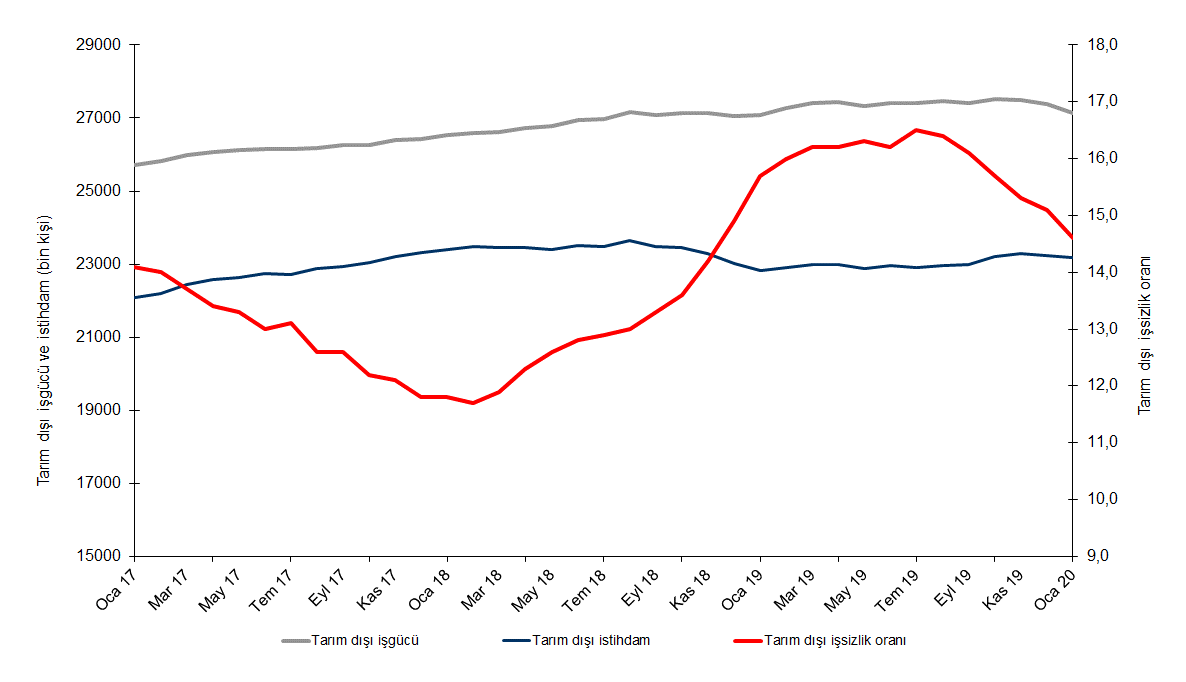 29000
27000
25000
23000
21000
19000
17000
15000
Tarım dışı işgücü ve istihdam (bin kişi)
18,0
17,0
16,0
15,0
14,0
13,0
12,0
11,0
10,0
9,0
Tarım dışı işsizlik oranı
Oca 17
Mar 17
May 17
Tem 17
Eyl 17
Kas 17
Oca 18
Mar 18
May 18
Tem 18
Eyl 18
Kas 18
Oca 19
Mar 19
May 19
Tem 19
Eyl 19
Kas 19
Oca 20
Tarım dışı işgücü
Tarım dışı istihdam
Tarım dışı işsizlik oranı